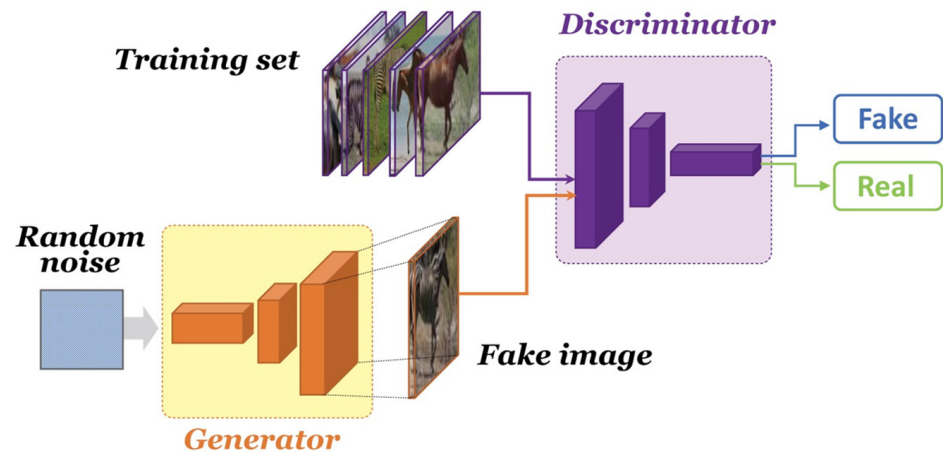 Discriminator
Training set
Fake
Real
Random
noise
Fake image
Generator